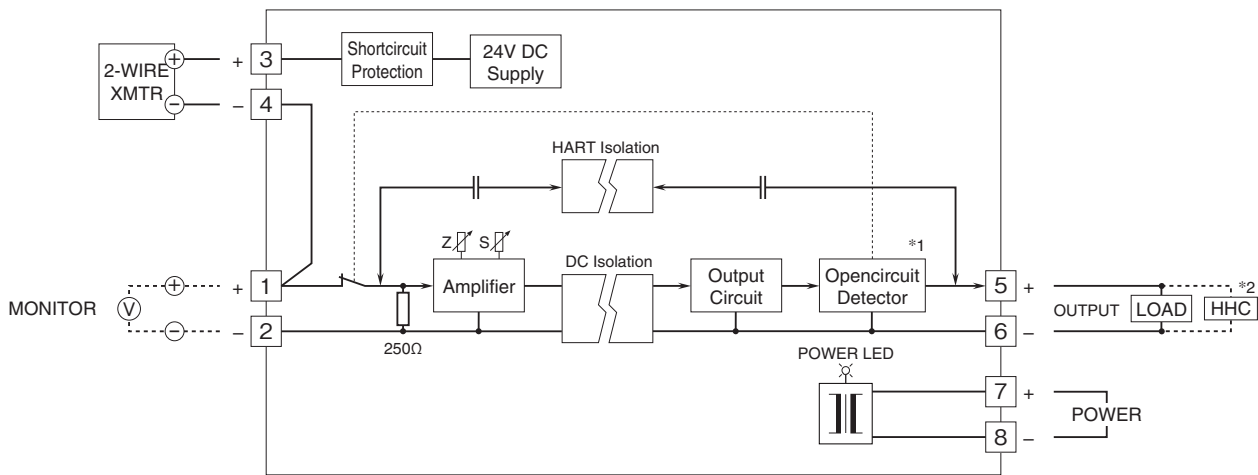 2-WIRE
XMTR
+
−
+
−
3
4
Shortcircuit
Protection
24V DC
Supply
HART Isolation
Z
S
Amplifier
DC Isolation
Output
Circuit
*1
Opencircuit
Detector
MONITOR
V
+
−
+
−
1
2
250Ω
5
6
+
−
OUTPUT
LOAD
*2
HHC
POWER LED
7
8
+
−
POWER